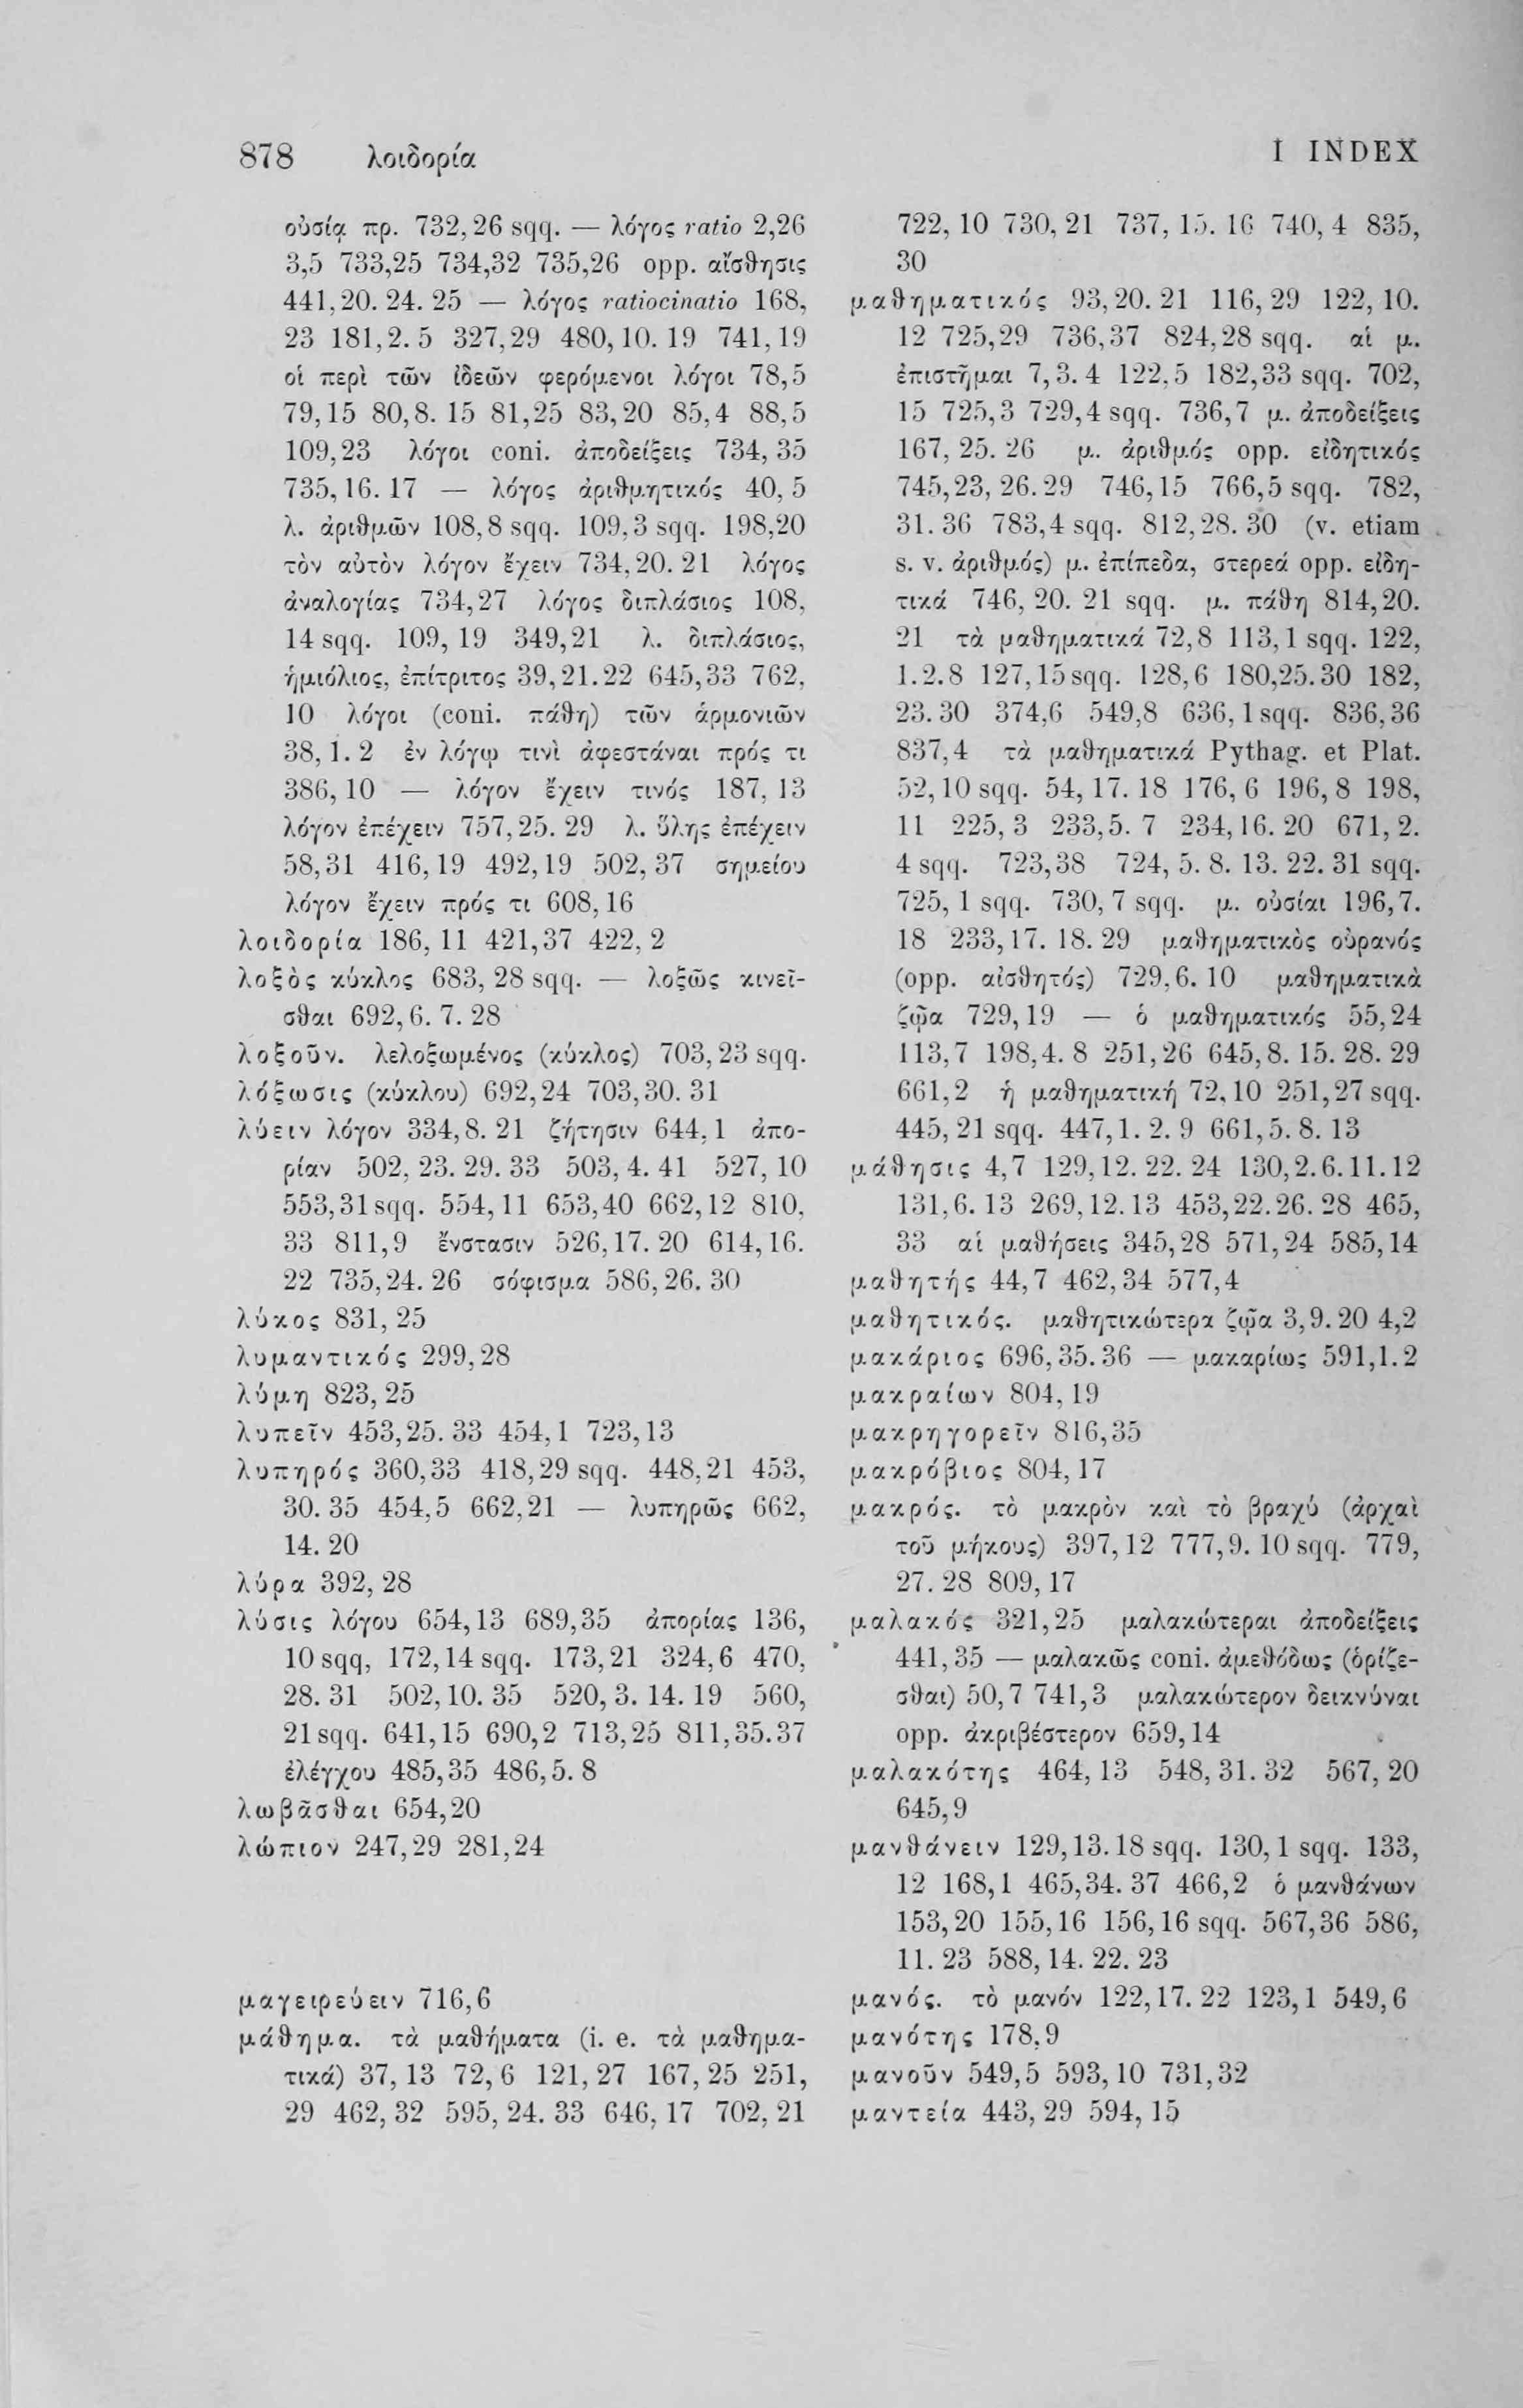 878 λοιδορία
I INDEX
οὐσίᾳ πρ. 732,26 sqq. — λόγος ratio 2,26
3,5 733,25 734,32 735,26 opp. αἴσθησις
441,20. 24. 25 — λόγος ratiocinatio 168,
23 181,2. 5 327,29 480,10. 19 741,19
οἱ περὶ τῶν ἰδεῶν φερόμενοι λόγοι 78,5
79,15 80,8. 15 81,25 83,20 85,4 88,5
109,23 λόγοι coni. ἀποδείξεις 734, 35
735,16. 17 — λόγος ἀριθμητικός 40, 5
λ. ἀριθμῶν 108,8 sqq. 109,3 sqq. 198,20
τὸν αὐτὸν λόγον ἔχειν 734,20. 21 λόγος
ἀναλογίας 734,27 λόγος διπλάσιος 108,
14 sqq. 109, 19 349,21 λ. διπλάσιος,
ἡμιόλιος, ἐπίτριτος 39,21. 22 645,33 762,
10 λόγοι (coni. πάθη) τῶν ἁρμονιῶν
38, 1. 2 ἐν λόγῳ τινὶ ἀφεστάναι πρός τι
386, 10 — λόγον ἔχειν τινός 187, 13
λόγον ἐπέχειν 757,25. 29 λ. ὕλης ἐπέχειν
58,31 416,19 492,19 502,37 σημείου
λόγον ἔχειν πρός τι 608,16
λοιδορία 186, 11 421,37 422, 2
λοξὸς κύκλος 683, 28 sqq. — λοξῶς κινεῖ-
σθαι 692,6. 7. 28
λοξοῦν. λελοξωμένος (κύκλος) 703,23 sqq.
λόξωσις (κύκλου) 692,24 703,30. 31
λύειν λόγον 334,8. 21 ζήτησιν 644,1 ἀπο-
ρίαν 502, 23. 29. 33 503, 4. 41 527, 10
553,31 sqq. 554,11 653,40 662,12 810,
33 811,9 ἔνστασιν 526,17. 20 614,16.
22 735,24. 26 σόφισμα 586,26. 30
λύκος 831, 25
λυμαντικός 299,28
λύμη 823, 25
λυπεῖν 453,25. 33 454,1 723,13
λυπηρός 360,33 418,29 sqq. 448,21 453,
30. 35 454,5 662,21 — λυπηρῶς 662,
14. 20
λύρα 392, 28
λύσις λόγου 654,13 689,35 ἀπορίας 136,
10 sqq, 172,14 sqq. 173,21 324,6 470,
28. 31 502,10. 35 520, 3. 14. 19 560,
21 sqq. 641,15 690,2 713,25 811,35. 37
ἐλέγχου 485,35 486,5. 8
λωβᾶσθαι 654,20
λώπιον 247,29 281,24
μαγειρεύειν 716,6
μάθημα. τὰ μαθήματα (i. e. τὰ μαθημα-
τικά) 37, 13 72, 6 121, 27 167, 25 251,
29 462, 32 595, 24. 33 646, 17 702, 21
722, 10 730, 21 737, 15. 16 740, 4 835,
30
μαθηματικός 93,20. 21 116,29 122,10.
12 725,29 736,37 824,28 sqq. αἱ μ.
ἐπιστῆμαι 7,3. 4 122,5 182,33 sqq. 702,
15 725,3 729,4 sqq. 736,7 μ. ἀποδείξεις
167, 25. 26 μ. ἀριθμός opp. εἰδητικός
745,23, 26. 29 746,15 766,5 sqq. 782,
31. 36 783,4 sqq. 812,28. 30 (v. etiam
s. v. ἀριθμός) μ. ἐπίπεδα, στερεά opp. εἰδη-
τικά 746, 20. 21 sqq. μ. πάθη 814,20.
21 τὰ μαθηματικά 72,8 113,1 sqq. 122,
1. 2. 8 127,15 sqq. 128,6 180,25. 30 182,
23. 30 374,6 549,8 636, 1 sqq. 836,36
837,4 τὰ μαθηματικά Pythag. et Plat.
52,10 sqq. 54, 17. 18 176, 6 196, 8 198,
11 225, 3 233,5. 7 234,16. 20 671, 2.
4 sqq. 723,38 724, 5. 8. 13. 22. 31 sqq.
725, 1 sqq. 730, 7 sqq. μ. οὐσίαι 196,7.
18 233,17. 18. 29 μαθηματικὸς οὐρανός
(opp. αἰσθητός) 729,6. 10 μαθηματικὰ
ζῷα 729,19 — ὁ μαθηματικός 55,24
113,7 198,4. 8 251,26 645,8. 15. 28. 29
661,2 ἡ μαθηματική 72,10 251,27 sqq.
445, 21 sqq. 447,1. 2. 9 661,5. 8. 13
μάθησις 4,7 129,12. 22. 24 130,2. 6. 11. 12
131,6. 13 269,12. 13 453,22. 26. 28 465,
33 αἱ μαθήσεις 345,28 571,24 585,14
μαθητής 44,7 462,34 577,4
μαθητικός. μαθητικώτερα ζῷα 3,9. 20 4,2
μακάριος 696,35. 36 — μακαρίως 591,1. 2
μακραίων 804, 19
μακρηγορεῖν 816,35
μακρόβιος 804, 17
μακρός. τὸ μακρὸν καὶ τὸ βραχύ (ἀρχαὶ
τοῦ μήκους) 397,12 777,9. 10 sqq. 779,
27. 28 809, 17
μαλακός 321,25 μαλακώτεραι ἀποδείξεις
441, 35 — μαλακῶς coni. ἀμεθόδως (ὁρίζε-
σθαι) 50,7 741,3 μαλακώτερον δεικνύναι
opp. ἀκριβέστερον 659,14
μαλακότης 464, 13 548, 31. 32 567, 20
645,9
μανθάνειν 129,13. 18 sqq. 130, 1 sqq. 133,
12 168,1 465,34. 37 466,2 ὁ μανθάνων
153,20 155,16 156,16 sqq. 567,36 586,
11. 23 588, 14. 22. 23
μανός. τὸ μανόν 122,17. 22 123,1 549,6
μανότης 178,9
μανοῦν 549,5 593,10 731,32
μαντεία 443, 29 594, 15